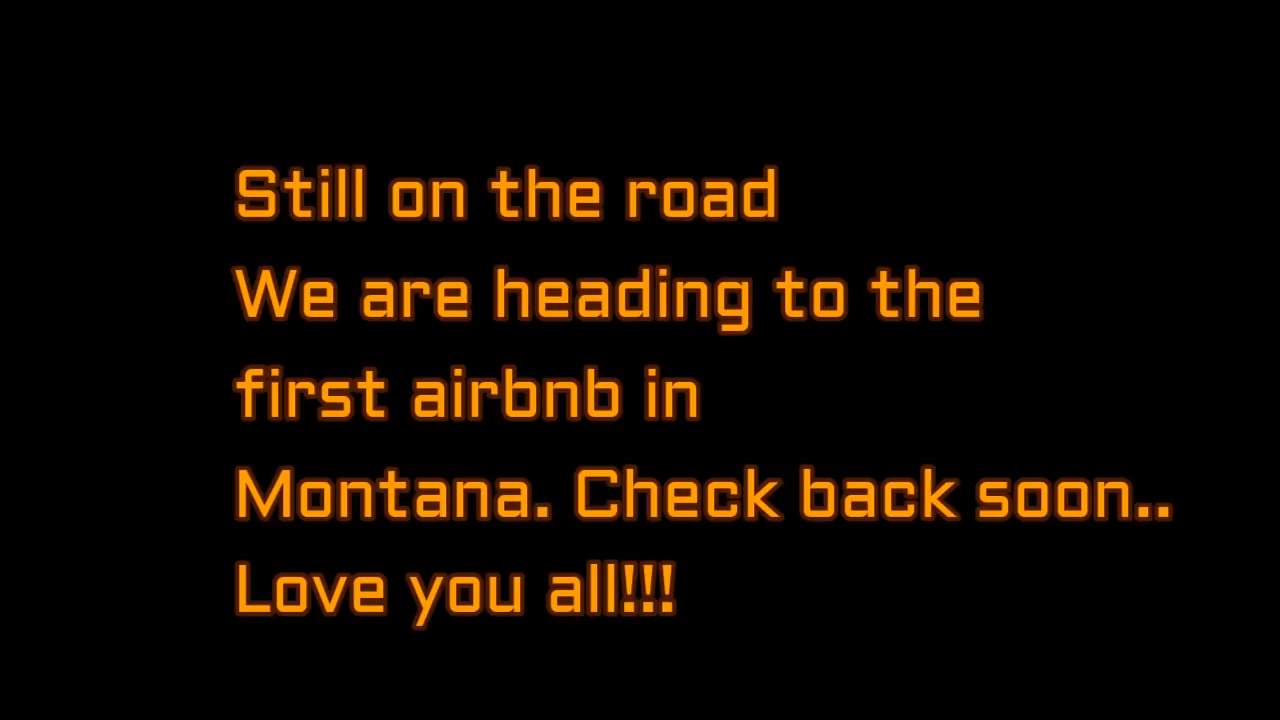 Still on the road
We are heading to the
first airbnb in
Montana. Check back soon..
Love you all!!!